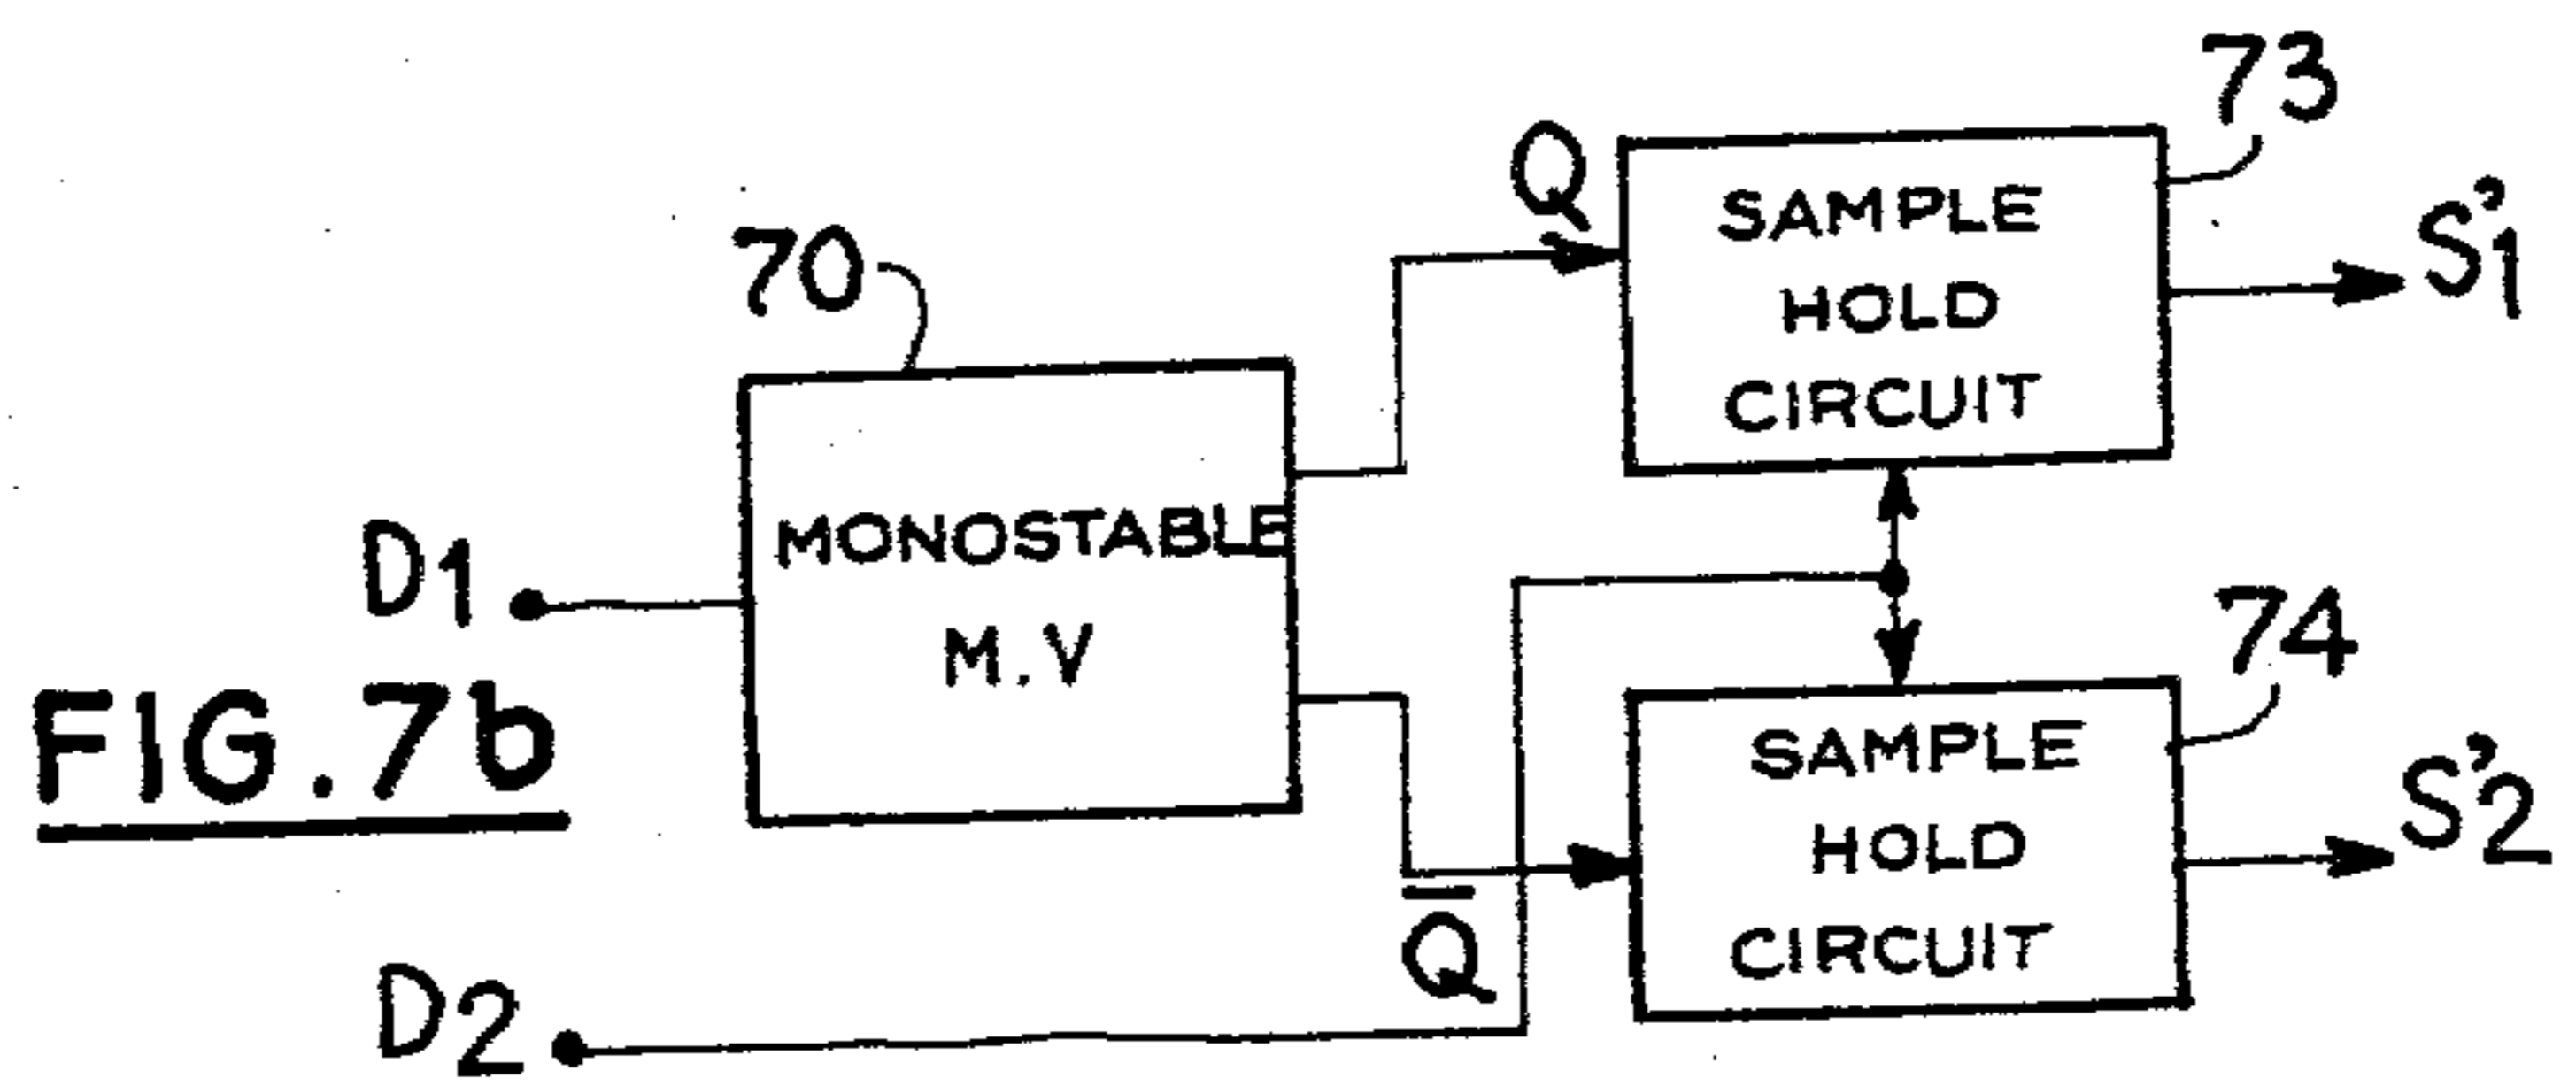 73
Q
SAMPLE
HOLD
CIRCUIT
S'1
70
MONOSTABLE
M.V
D1
74
FIG.7b
SAMPLE
HOLD
CIRCUIT
S'2
Q̅
D2